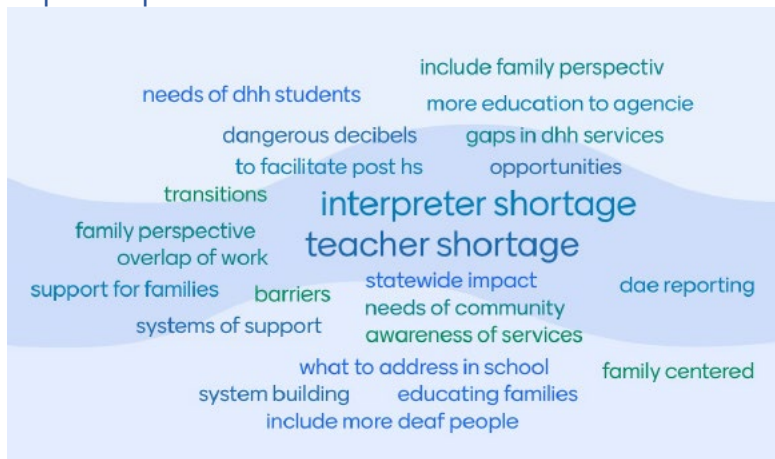 include family perspectiv
needs of dhh students
more education to agencie
dangerous decibels
gaps in dhh services
to facilitate post hs
opportunities
transitions
interpreter shortage
family perspective
teacher shortage
overlap of work
statewide impact
dae reporting
support for families
barriers
needs of community
systems of support
awareness of services
what to address in school
family centered
system building
educating families
include more deaf people